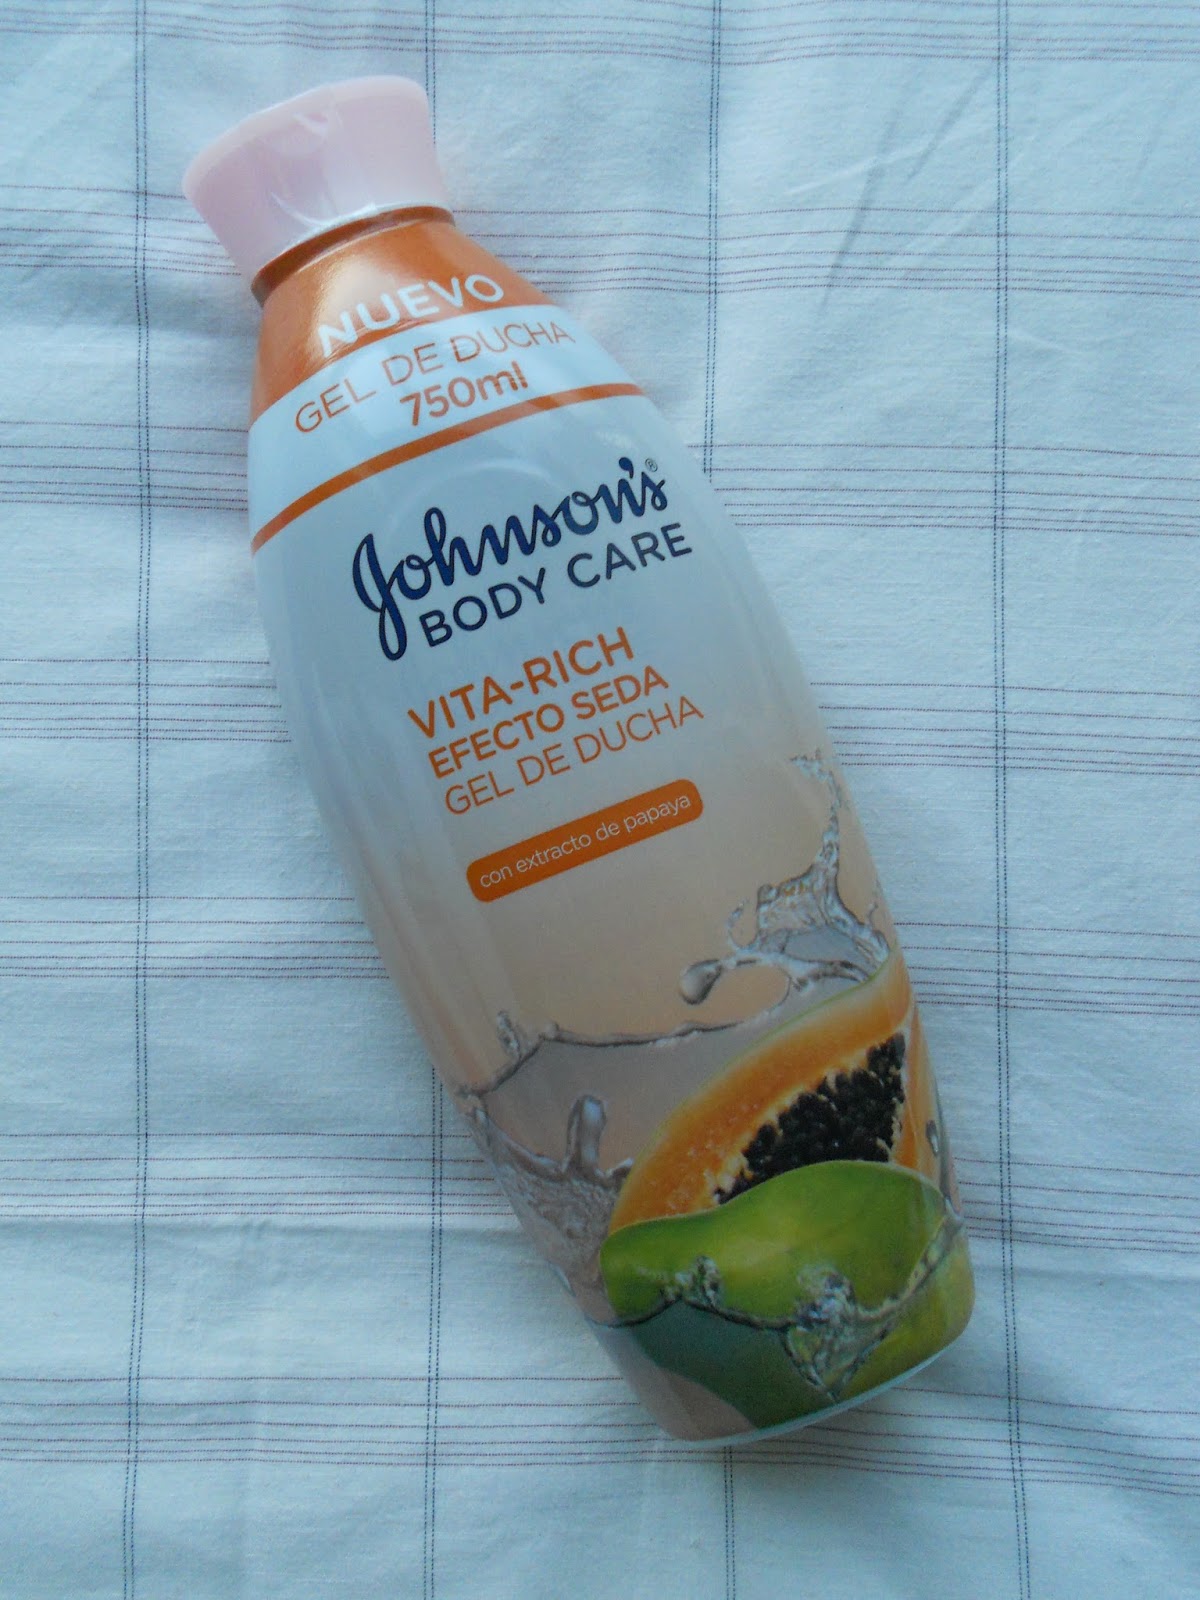 NUEVO
GEL DE DUCHA
750ml
Johnson's®
BODY CARE
VITA-RICH
EFECTO SEDA
GEL DE DUCHA
con extracto de papaya